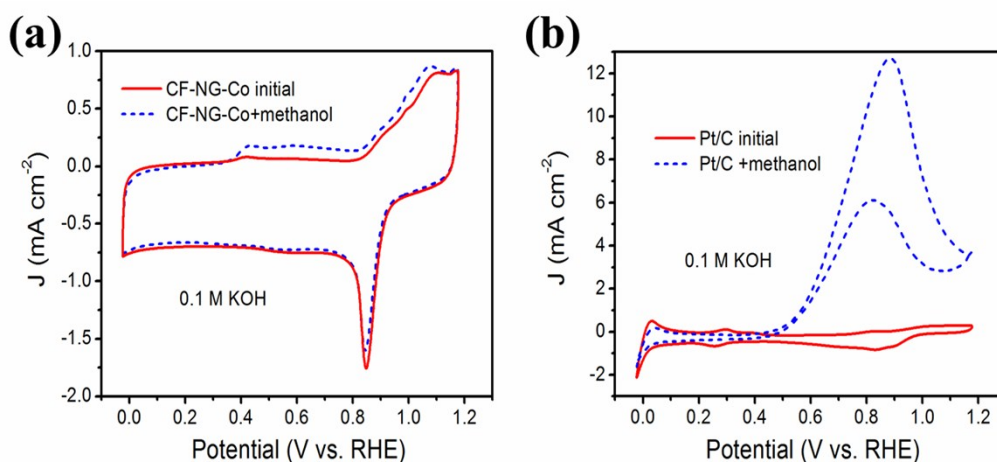 (a)
1.0
0.5
0.0
-0.5
-1.0
-1.5
-2.0
J (mA cm-2)
CF-NG-Co initial
CF-NG-Co+methanol
0.1 M KOH
0.0 0.2 0.4 0.6 0.8 1.0 1.2
Potential (V vs. RHE)
(b)
12
10
8
6
4
2
0
-2
J (mA cm-2)
Pt/C initial
Pt/C +methanol
0.1 M KOH
0.0 0.2 0.4 0.6 0.8 1.0 1.2
Potential (V vs. RHE)